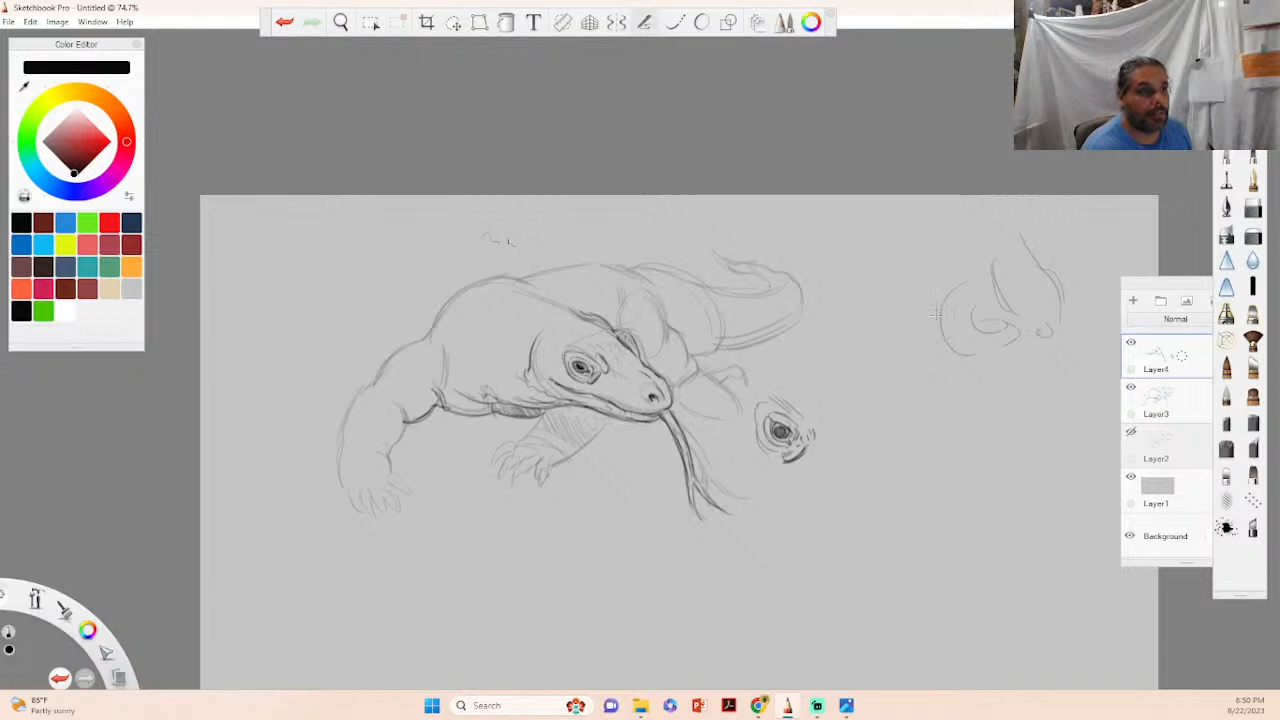 Sketchbook Pro - Untitled @ 74.7%
File Edit Image Window Help
Color Editor
Normal
Layer4
Layer3
Layer2
Layer1
Background
85°F
Partly sunny
Search
8:50 PM
8/22/2023